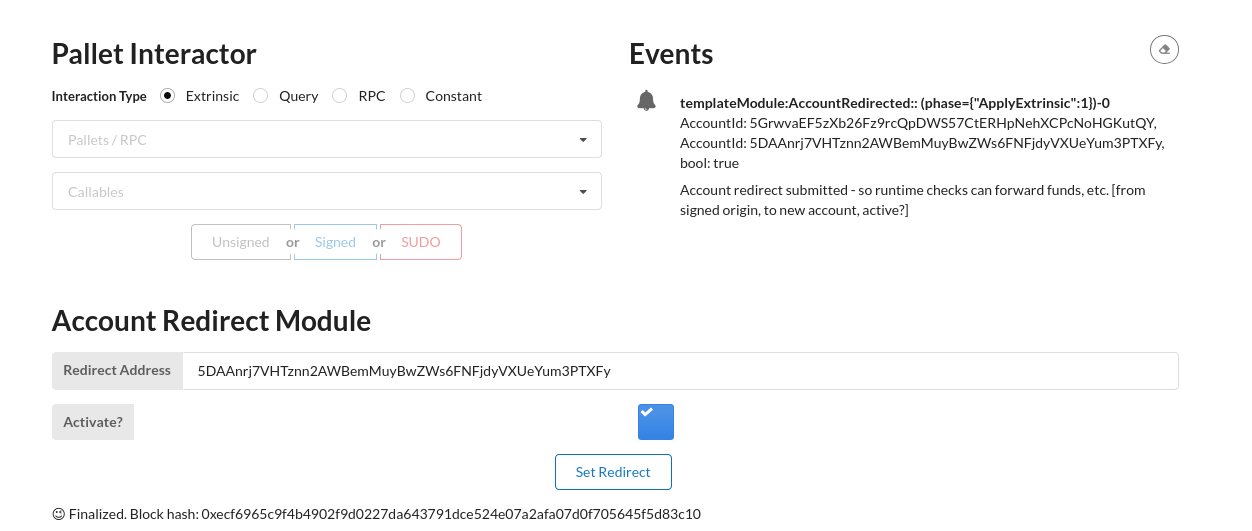 Pallet Interactor
Interaction Type Extrinsic Query RPC Constant
Pallets / RPC
Callables
Unsigned or Signed or SUDO
Events
templateModule:AccountRedirected:: (phase={"ApplyExtrinsic":1})-0
AccountId: 5GrwvaEF5zXb26Fz9rcQpDWS57CtERHpNehXCPcNoHGKutQY,
AccountId: 5DAAnrj7VHTznn2AWBemMuyBwZWs6FNFjdyVXUeYum3PTXFy,
bool: true
Account redirect submitted - so runtime checks can forward funds, etc. [from
signed origin, to new account, active?]
Account Redirect Module
Redirect Address 5DAAnrj7VHTznn2AWBemMuyBwZWs6FNFjdyVXUeYum3PTXFy
Activate?
Set Redirect
😉 Finalized. Block hash: 0xecf6965c9f4b4902f9d0227da643791dce524e07a2afa07d0f705645f5d83c10